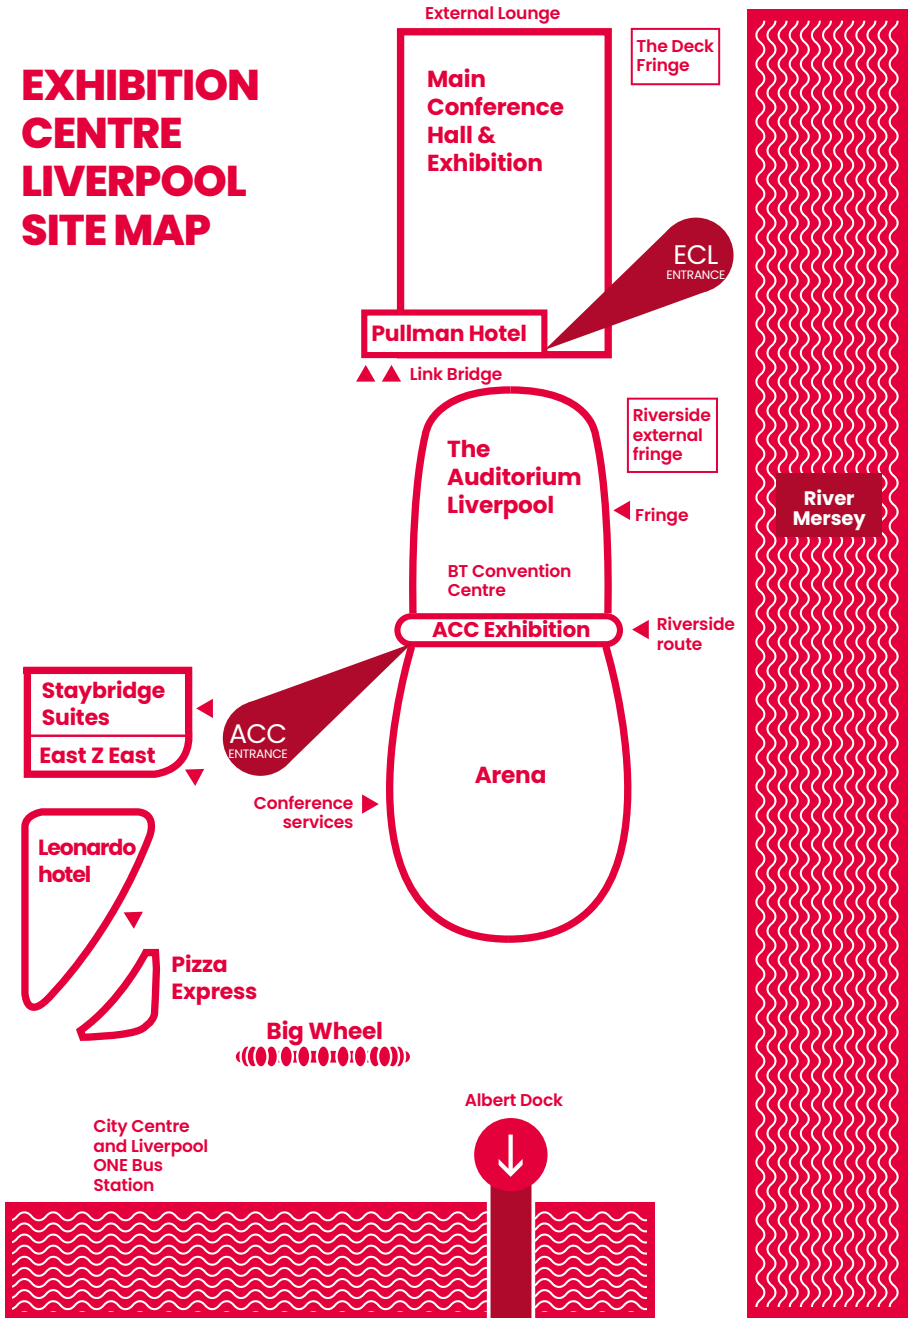 External Lounge
EXHIBITION
CENTRE
LIVERPOOL
SITE MAP
Main
Conference
Hall &
Exhibition
The Deck
Fringe
ECL
ENTRANCE
Pullman Hotel
Link Bridge
The
Auditorium
Liverpool
Riverside
external
fringe
Fringe
River
Mersey
BT Convention
Centre
ACC Exhibition
Riverside
route
Staybridge
Suites
East Z East
ACC
ENTRANCE
Arena
Conference
services
Leonardo
hotel
Pizza
Express
Big Wheel
Albert Dock
City Centre
and Liverpool
ONE Bus
Station